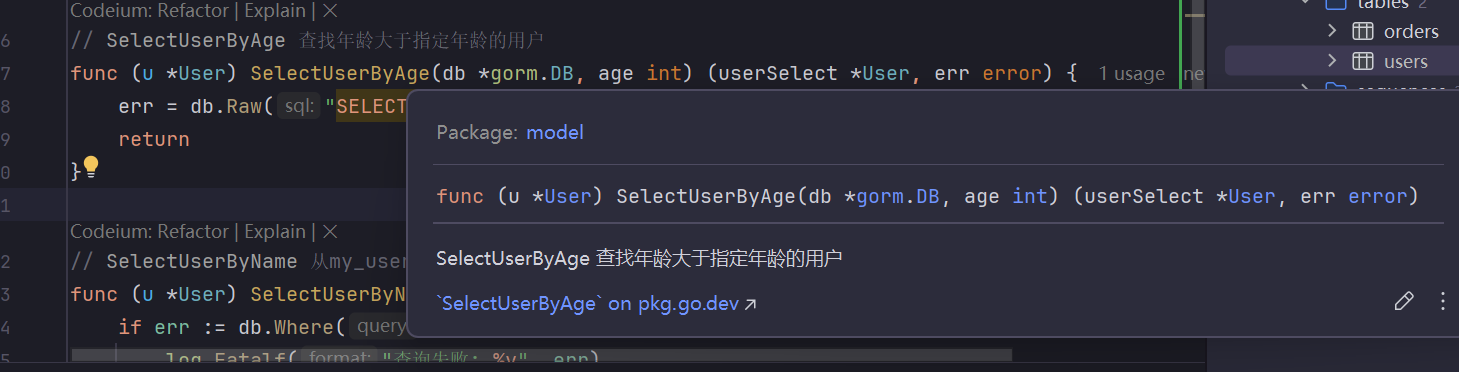 Codeium: Refactor | Explain | ×
tables 2
6 // SelectUserByAge 查找年龄大于指定年龄的用户
orders
7 func (u *User) SelectUserByAge(db *gorm.DB, age int) (userSelect *User, err error) { 1 usage ne
users
8 err = db.Raw( sql: "SELECT
9 return
0 }
1
Package: model
func (u *User) SelectUserByAge(db *gorm.DB, age int) (userSelect *User, err error)
SelectUserByAge 查找年龄大于指定年龄的用户
`SelectUserByAge` on pkg.go.dev ↗
Codeium: Refactor | Explain | ×
2 // SelectUserByName 从my_user
3 func (u *User) SelectUserByN
4 if err := db.Where( query
5 log.Fatalf( format: "查询失败: %v", err)